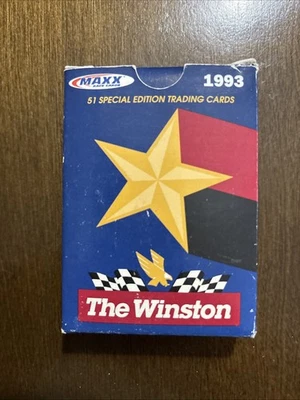 MAXX
RACE CARDS
1993
51 SPECIAL EDITION TRADING CARDS
The Winston